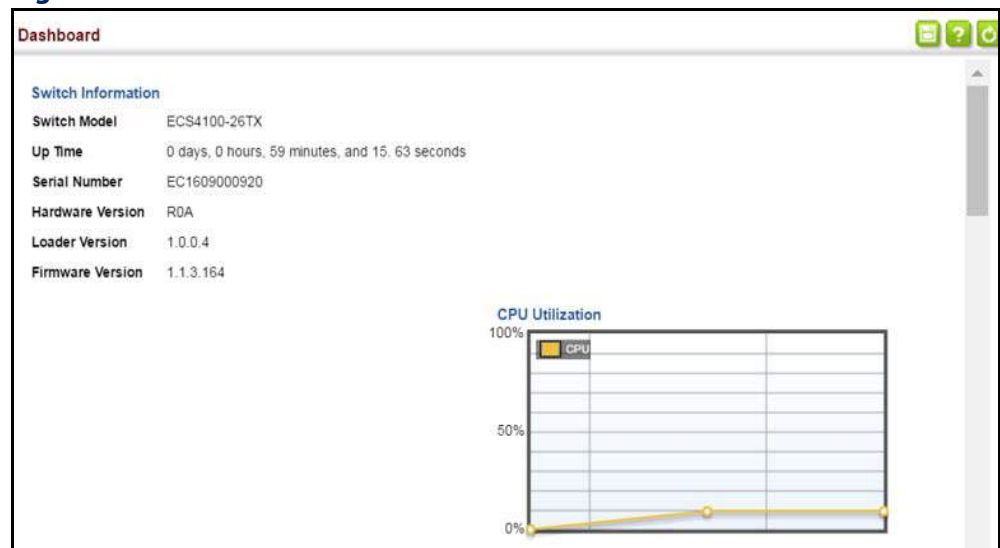 Dashboard
?
Switch Information
Switch Model ECS4100-26TX
Up Time 0 days, 0 hours, 59 minutes, and 15. 63 seconds
Serial Number EC1609000920
Hardware Version R0A
Loader Version 1.0.0.4
Firmware Version 1.1.3.164
CPU Utilization
100%
CPU
50%
0%